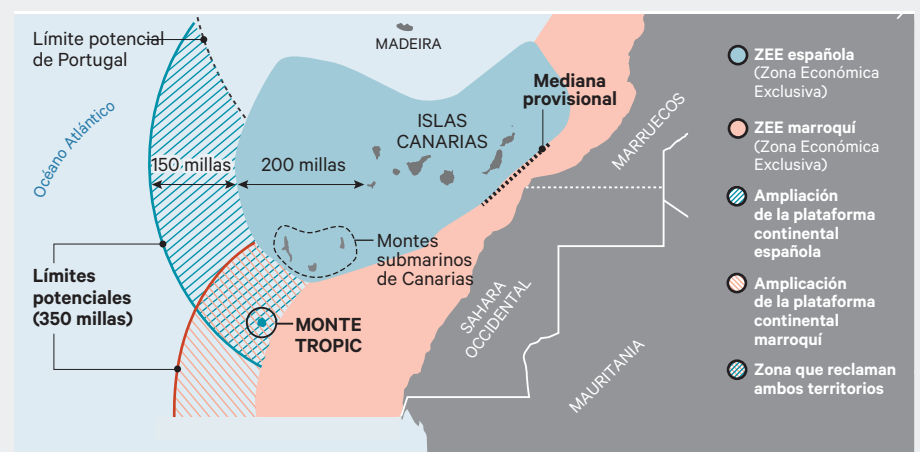 Límite potencial
de Portugal
MADEIRA
Océano Atlántico
Mediana
provisional
ISLAS
CANARIAS
MARRUECOS
150 millas
200 millas
Montes
submarinos
de Canarias
Límites
potenciales
(350 millas)
MONTE
TROPIC
SAHARA
OCCIDENTAL
MAURITANIA
ZEE española
(Zona Económica
Exclusiva)
ZEE marroquí
(Zona Económica
Exclusiva)
Ampliación
de la plataforma
continental
española
Amplicación
de la plataforma
continental
marroquí
Zona que reclaman
ambos territorios